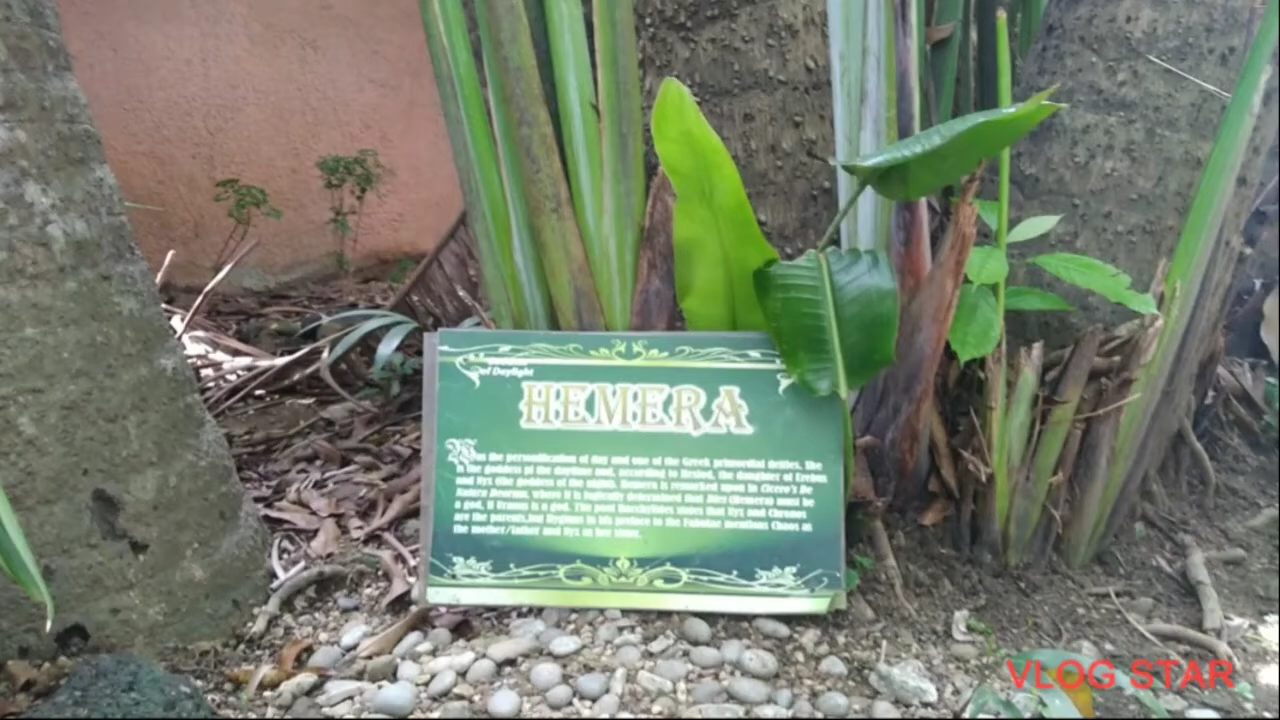 of Daylight
HEMERA
Was the personification of day and one of the Greek primordial deities. She
is the goddess of the daytime and, according to Hesiod, the daughter of Erebus
and Nyx (the goddess of the night). Hemera is remarked upon in Cicero's De
Natura Deorum, where it is logically determined that Dies (Hemera) must be
a god, if Uranus is a god. The poet Bacchylides states that Nyx and Chronos
are the parents,but Hyginus in his preface to the Fabulae mentions Chaos as
the mother/father and Nyx as her sister.
VLOG STAR